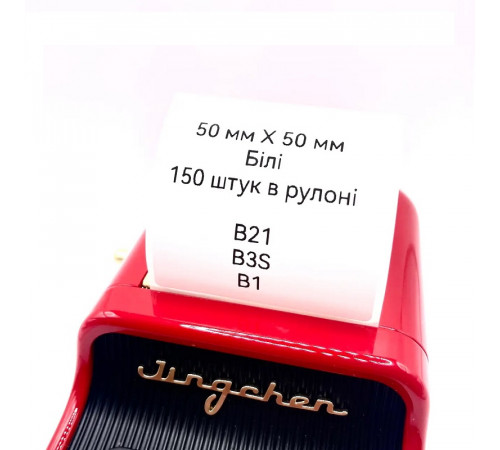 50 мм X 50 мм
Білі
150 штук в рулоні
B21
B3S
B1
Jingchen